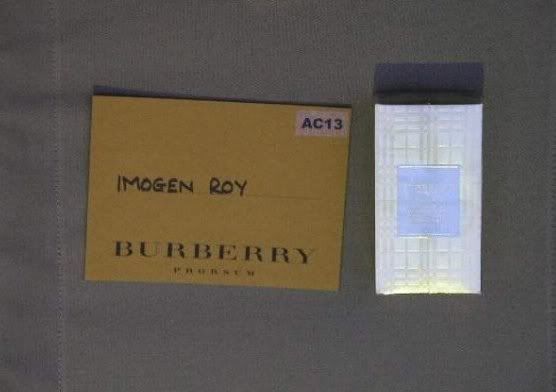 AC13
IMOGEN ROY
BURBERRY
PRORSUM